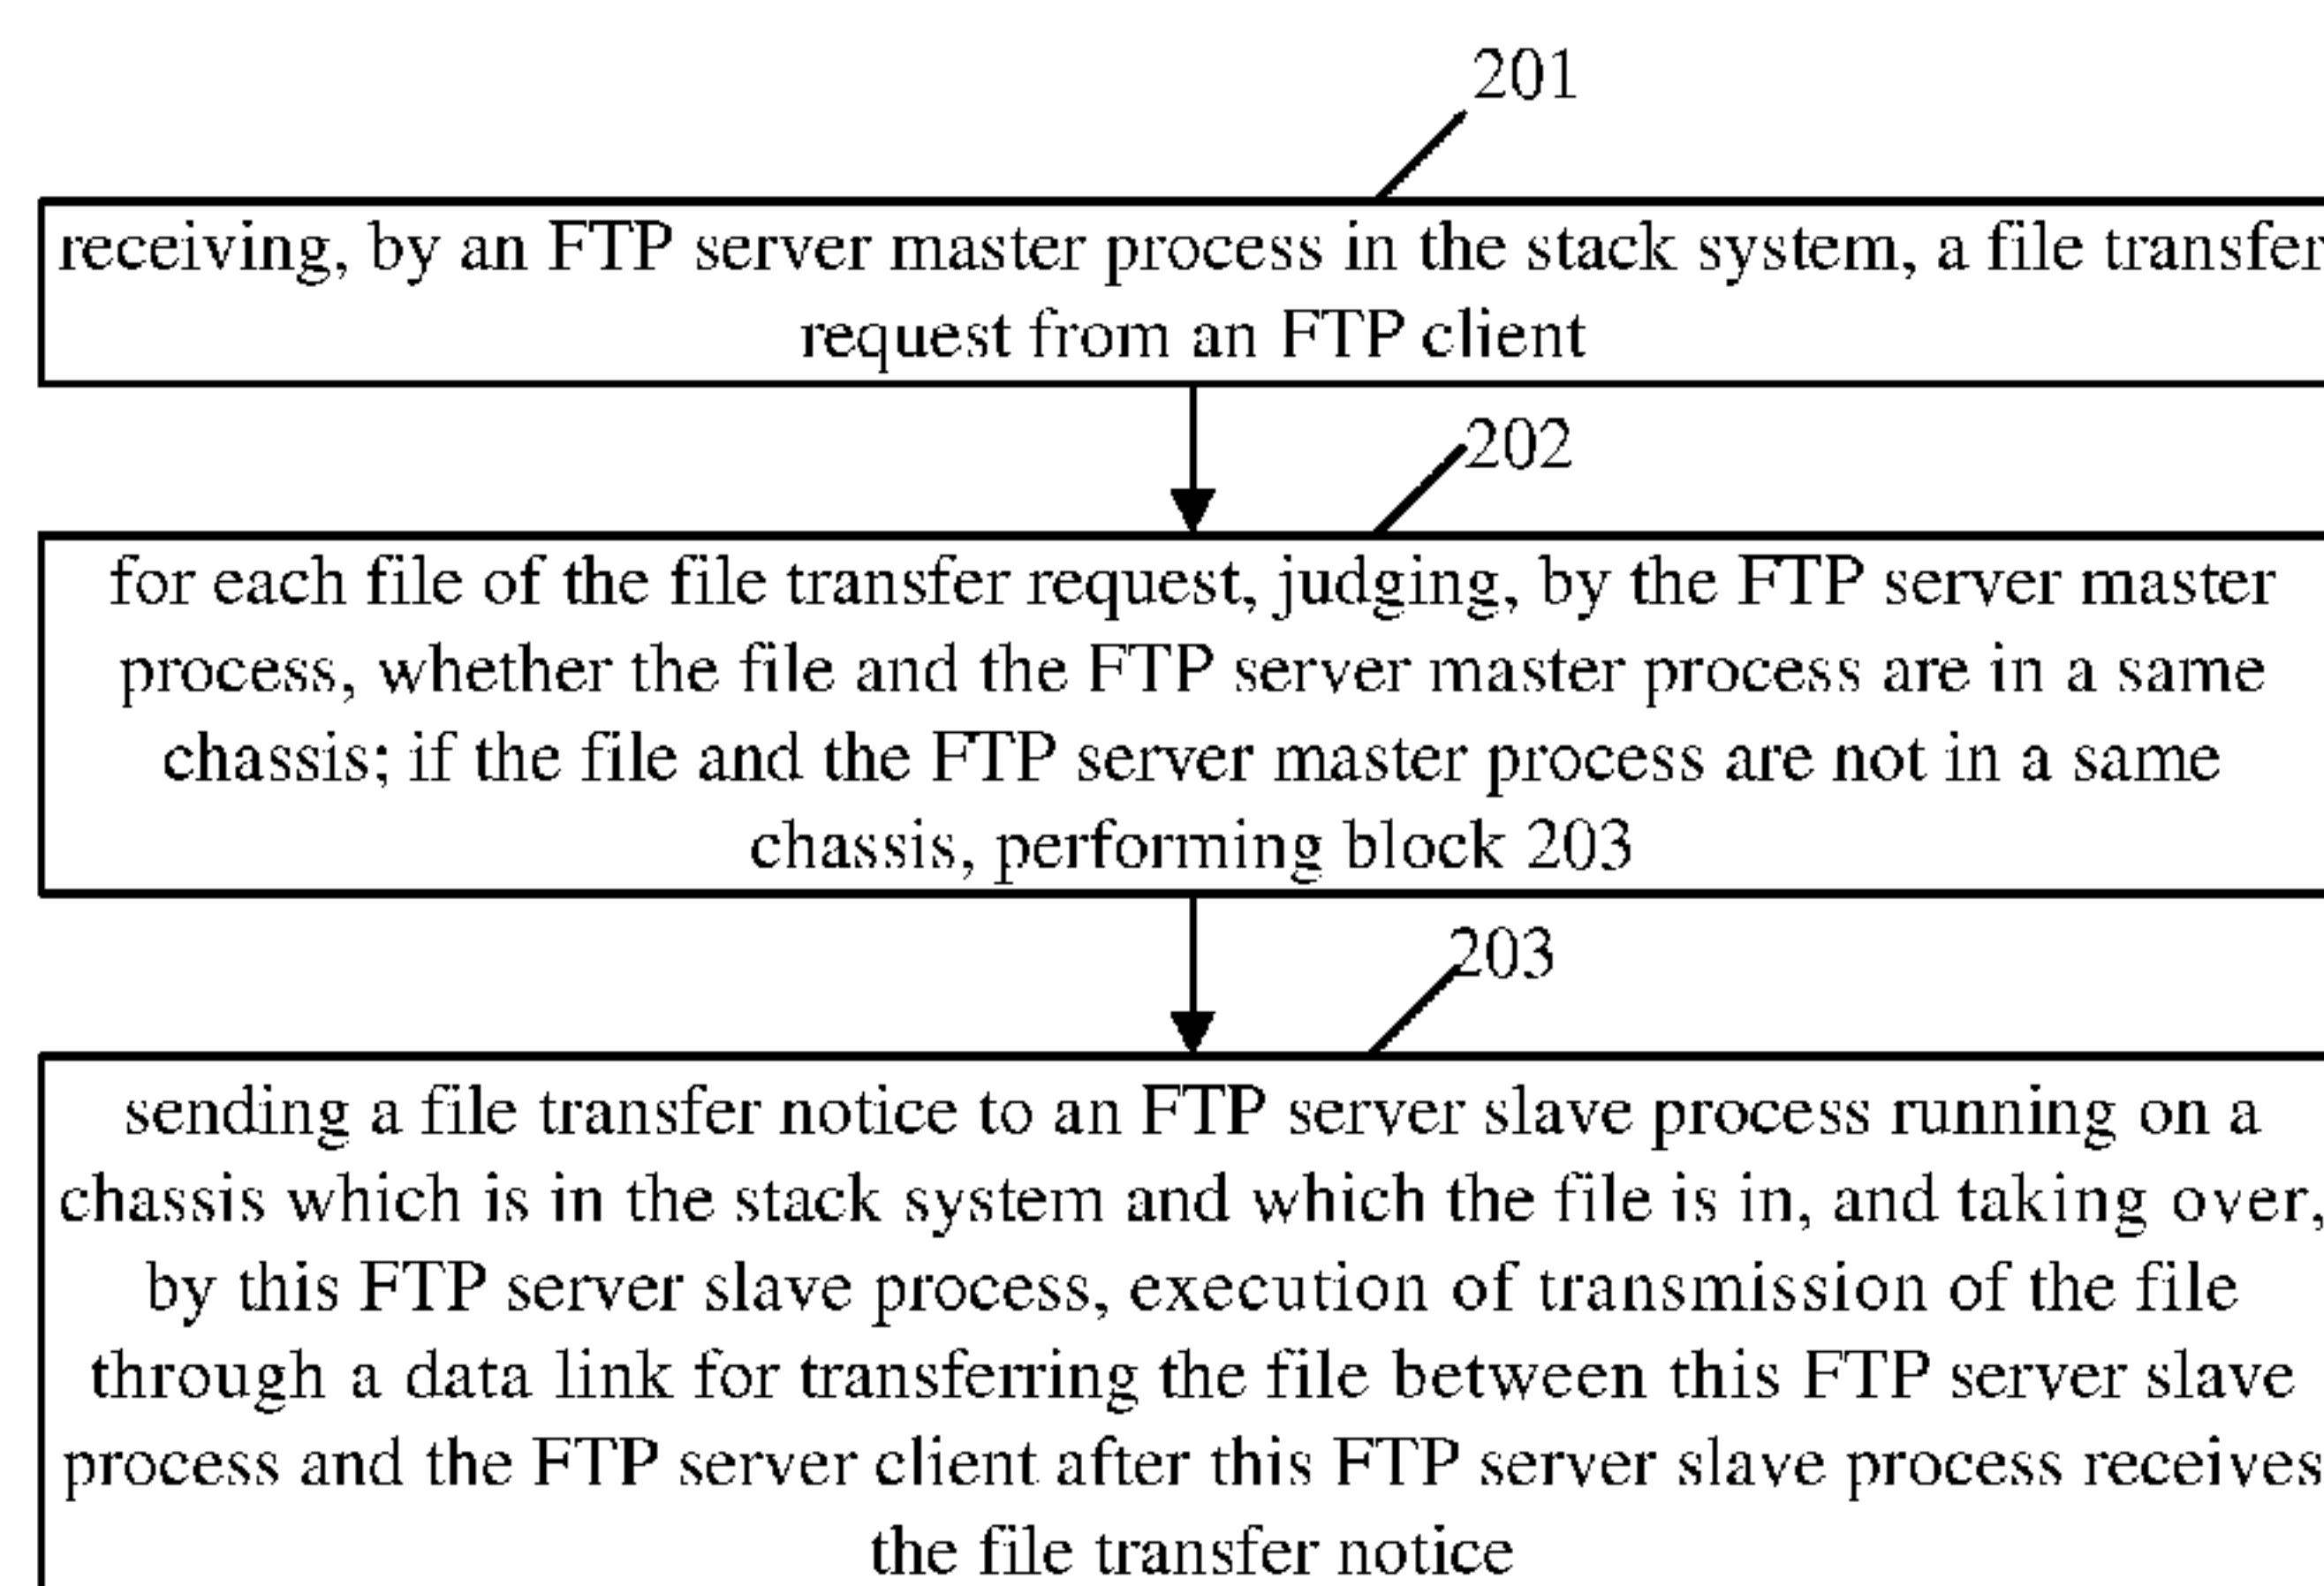 201
receiving, by an FTP server master process in the stack system, a file transfer
request from an FTP client
202
for each file of the file transfer request, judging, by the FTP server master
process, whether the file and the FTP server master process are in a same
chassis; if the file and the FTP server master process are not in a same
chassis, performing block 203
203
sending a file transfer notice to an FTP server slave process running on a
chassis which is in the stack system and which the file is in, and taking over,
by this FTP server slave process, execution of transmission of the file
through a data link for transferring the file between this FTP server slave
process and the FTP server client after this FTP server slave process receives
the file transfer notice